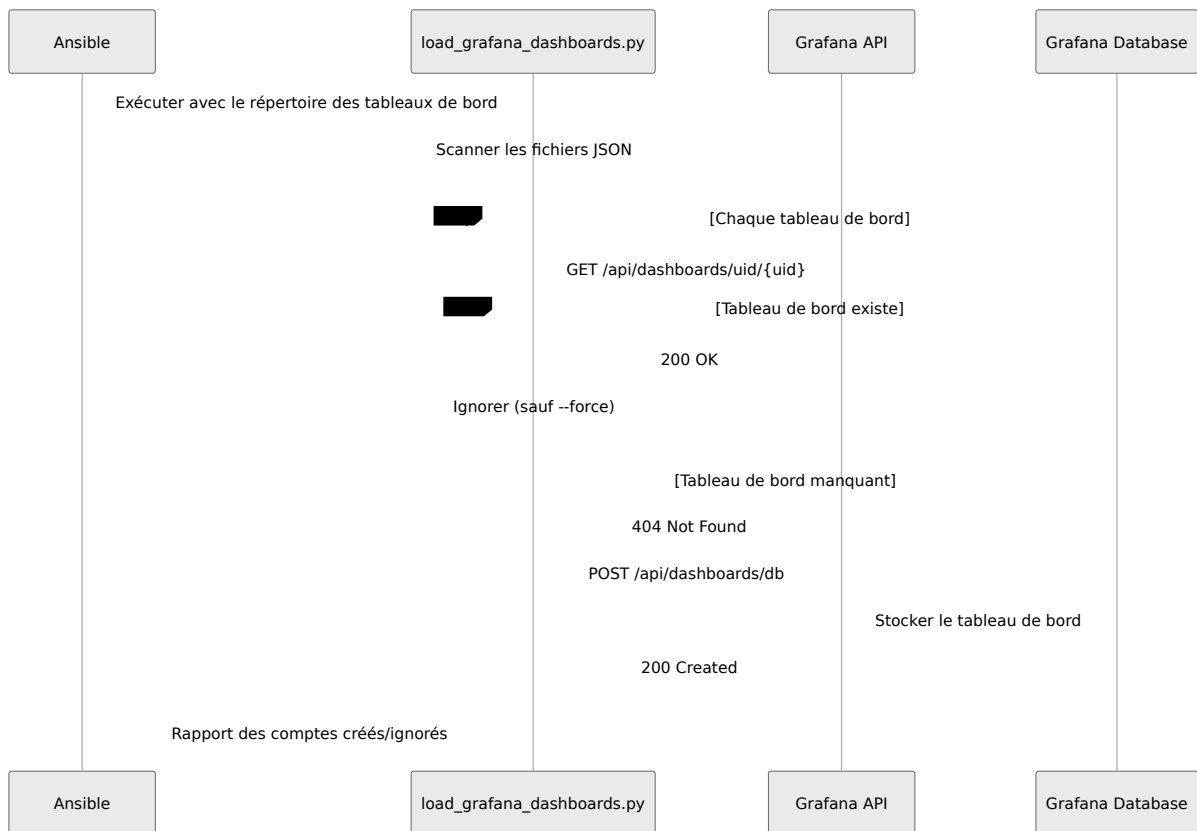 Ansible
load_grafana_dashboards.py
Grafana API
Grafana Database
Exécuter avec le répertoire des tableaux de bord
Scanner les fichiers JSON
[Chaque tableau de bord]
GET /api/dashboards/uid/{uid}
[Tableau de bord existe]
200 OK
Ignorer (sauf --force)
[Tableau de bord manquant]
404 Not Found
POST /api/dashboards/db
Stocker le tableau de bord
200 Created
Rapport des comptes créés/ignorés
Ansible
load_grafana_dashboards.py
Grafana API
Grafana Database